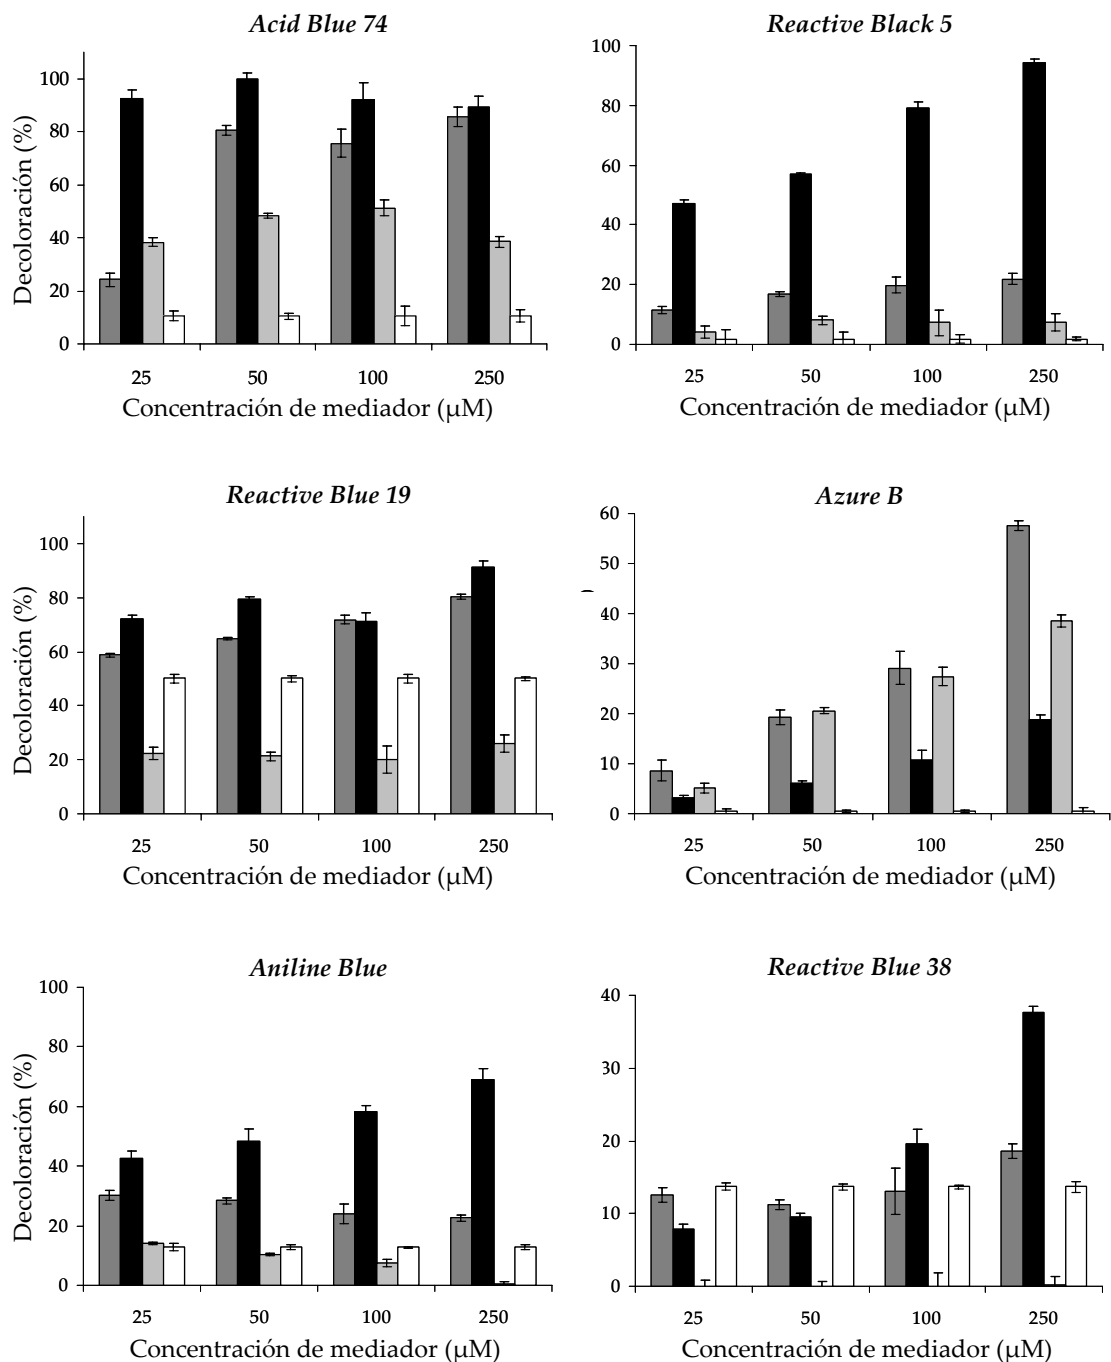 Acid Blue 74
Decoloración (%)
100
80
60
40
20
0
25 50 100 250
Concentración de mediador (µM)
Reactive Black 5
100
80
60
40
20
0
25 50 100 250
Concentración de mediador (µM)
Reactive Blue 19
Decoloración (%)
100
80
60
40
20
0
25 50 100 250
Concentración de mediador (µM)
Azure B
)
60
50
40
30
20
10
0
25 50 100 250
Concentración de mediador (µM)
Aniline Blue
Decoloración (%)
100
80
60
40
20
0
25 50 100 250
Concentración de mediador (µM)
Reactive Blue 38
40
30
20
10
0
25 50 100 250
Concentración de mediador (µM)